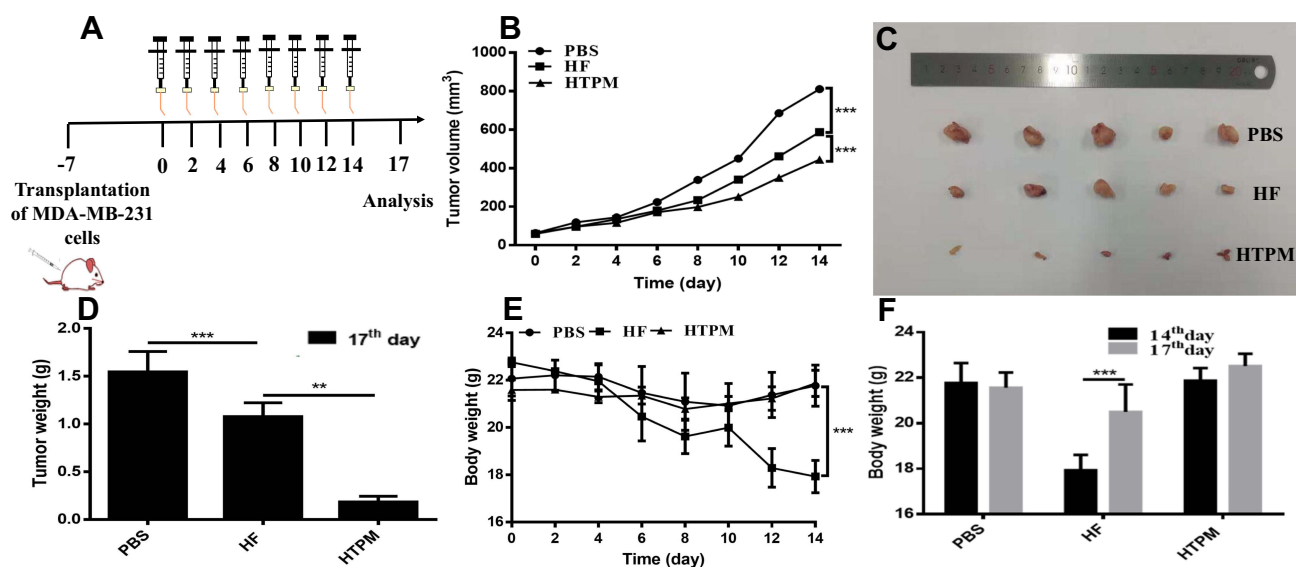 A
-7
0 2 4 6 8 10 12 14 17
Transplantation
of MDA-MB-231
cells
Analysis
B
PBS
HF
HTPM
Tumor volume (mm³)
1000
800
600
400
200
0
0 2 4 6 8 10 12 14
Time (day)
***
***
C
PBS
HF
HTPM
D
17th day
Tumor weight (g)
2.0
1.5
1.0
0.5
0.0
***
**
PBS HF HTPM
E
PBS HF HTPM
Body weight (g)
24
22
20
18
16
0 2 4 6 8 10 12 14
Time (day)
***
F
14th day
17th day
Body weight (g)
24
22
20
18
16
***
PBS HF HTPM